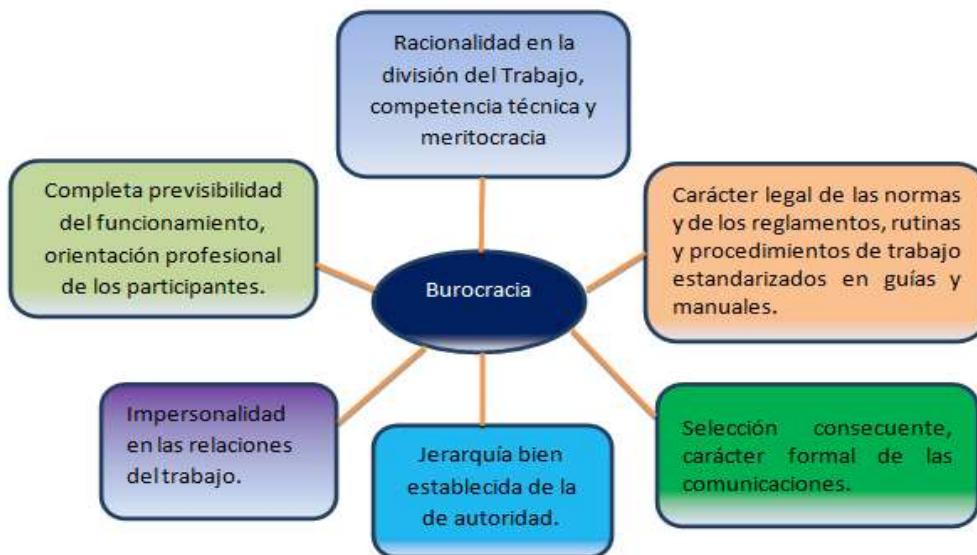 Racionalidad en la
división del Trabajo,
competencia técnica y
meritocracia
Completa previsibilidad
del funcionamiento,
orientación profesional
de los participantes.
Carácter legal de las normas
y de los reglamentos, rutinas
y procedimientos de trabajo
estandarizados en guías y
manuales.
Burocracia
Impersonalidad
en las relaciones
del trabajo.
Jerarquía bien
establecida de la
de autoridad.
Selección consecuente,
carácter formal de las
comunicaciones.